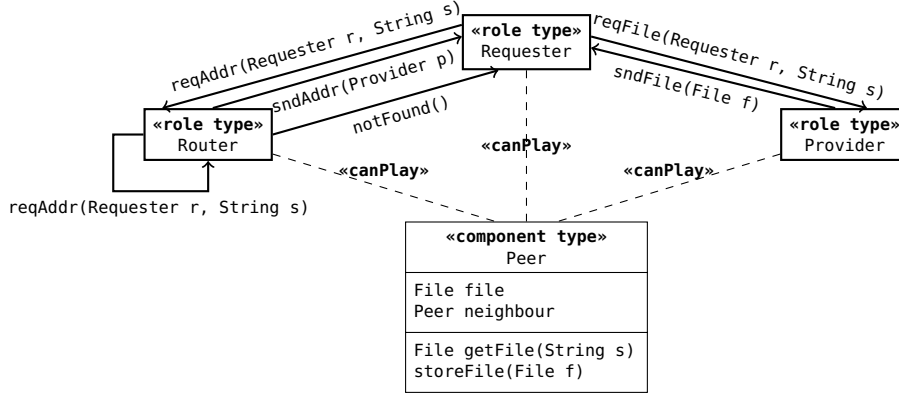 «role type»
Requester
reqAddr(Requester r, String s)
sndAddr(Provider p)
notFound()
reqFile(Requester r, String s)
sndFile(File f)
«role type»
Router
«role type»
Provider
reqAddr(Requester r, String s)
«canPlay»
«canPlay»
«canPlay»
«component type»
Peer
File file
Peer neighbour
File getFile(String s)
storeFile(File f)